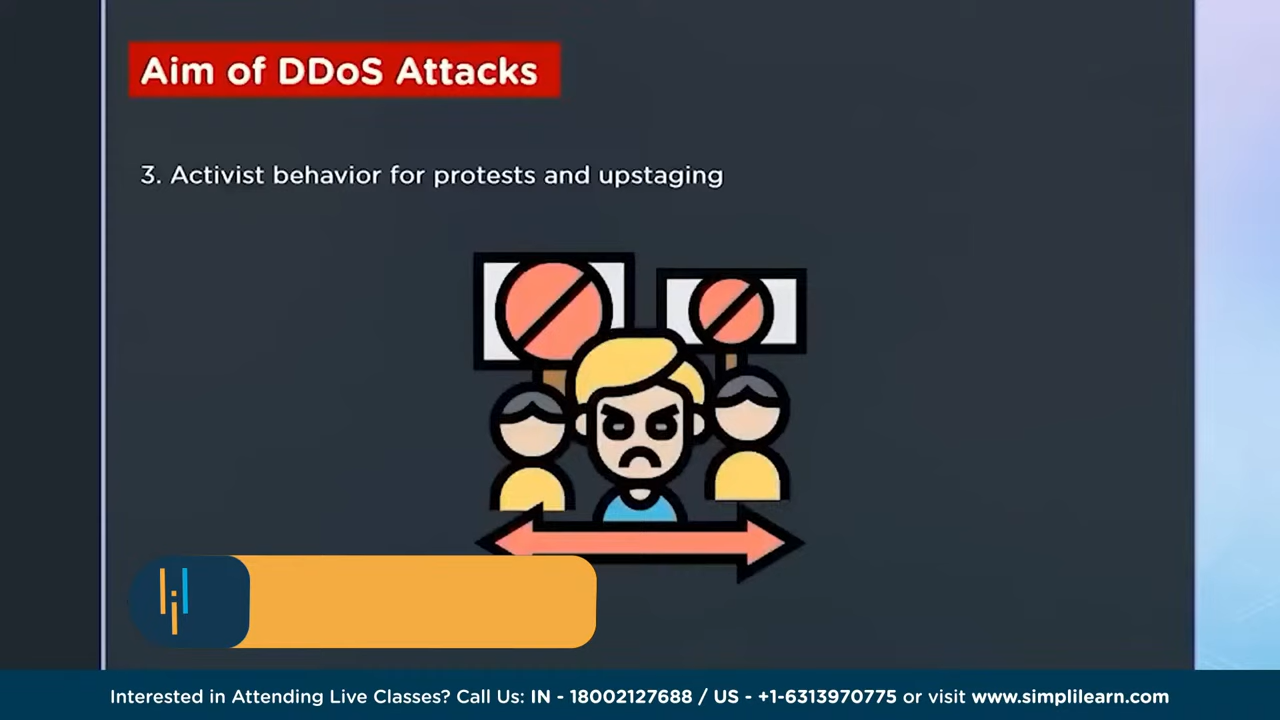 Aim of DDoS Attacks
3. Activist behavior for protests and upstaging
Interested in Attending Live Classes? Call Us: IN - 18002127688 / US - +1-6313970775 or visit www.simplilearn.com